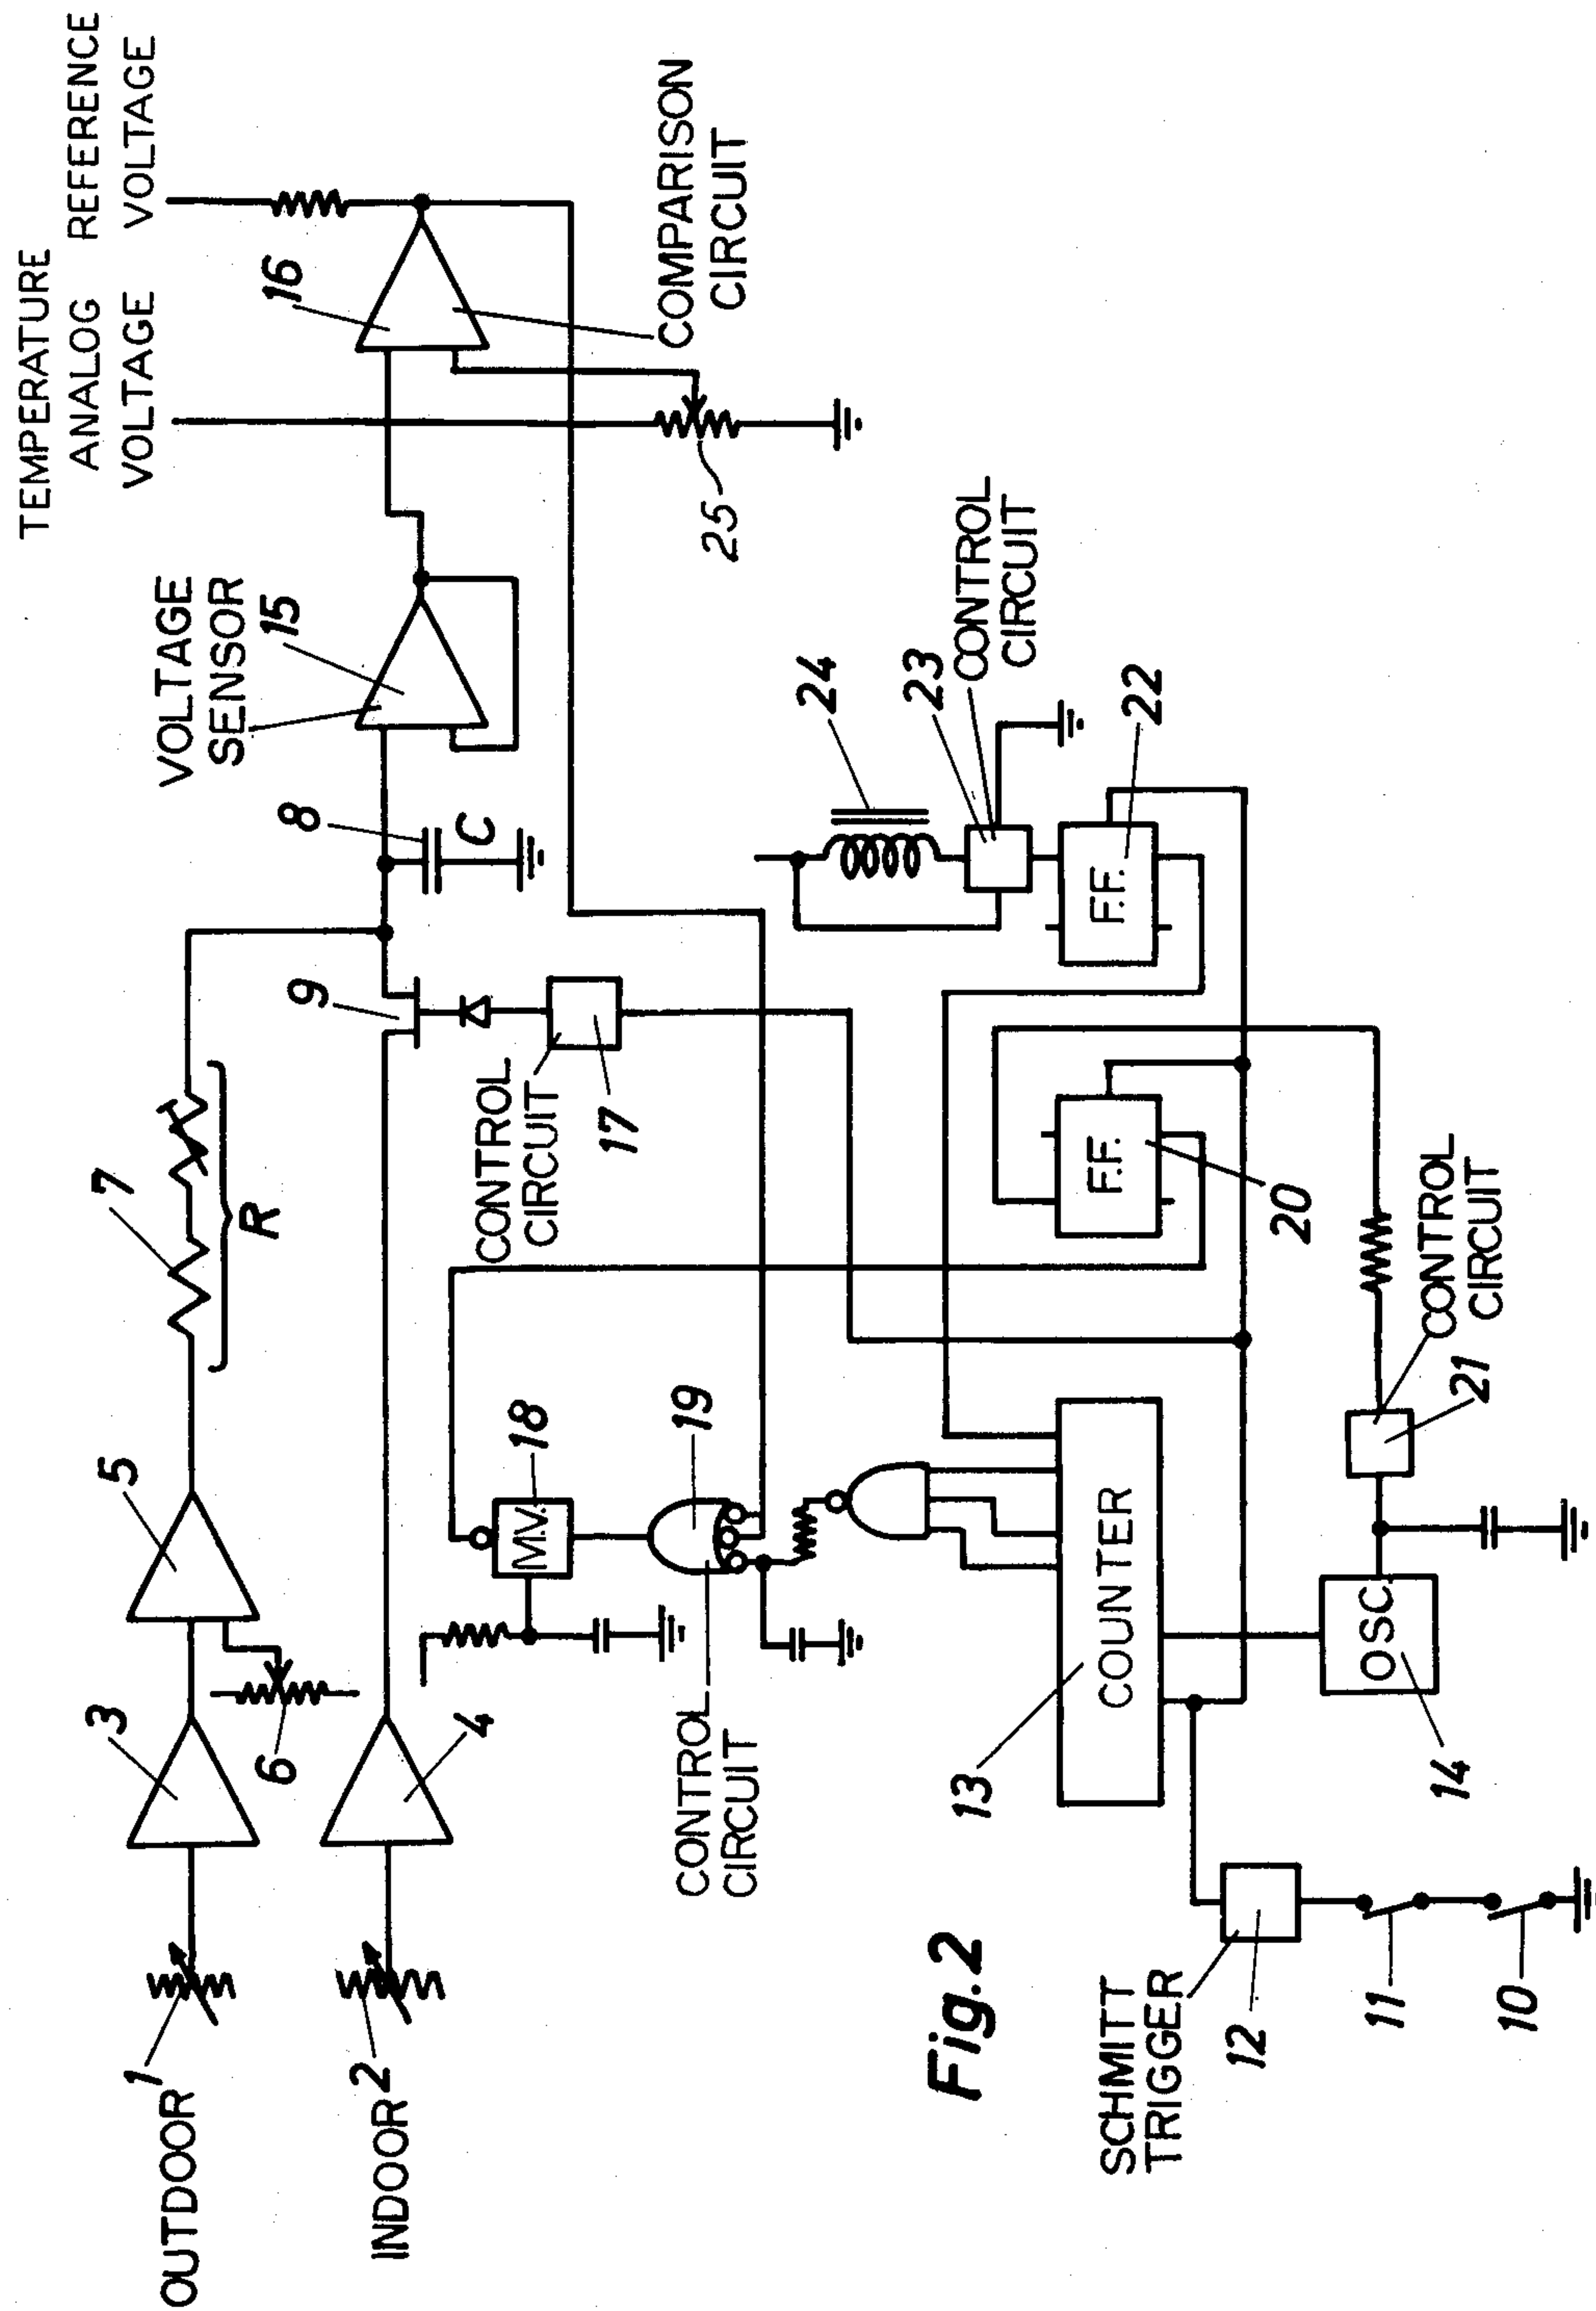 TEMPERATURE
ANALOG REFERENCE
VOLTAGE VOLTAGE
VOLTAGE
SENSOR
15
16
COMPARISON
CIRCUIT
25
OUTDOOR
1
3
5
6
7
R
INDOOR
2
4
9
8
C
CONTROL
CIRCUIT
17
M.V.
18
19
CONTROL
CIRCUIT
24
23
CONTROL
CIRCUIT
F.F.
22
F.F.
20
COUNTER
13
OSC
14
21
CONTROL
CIRCUIT
SCHMITT
TRIGGER
12
11
10
Fig.2